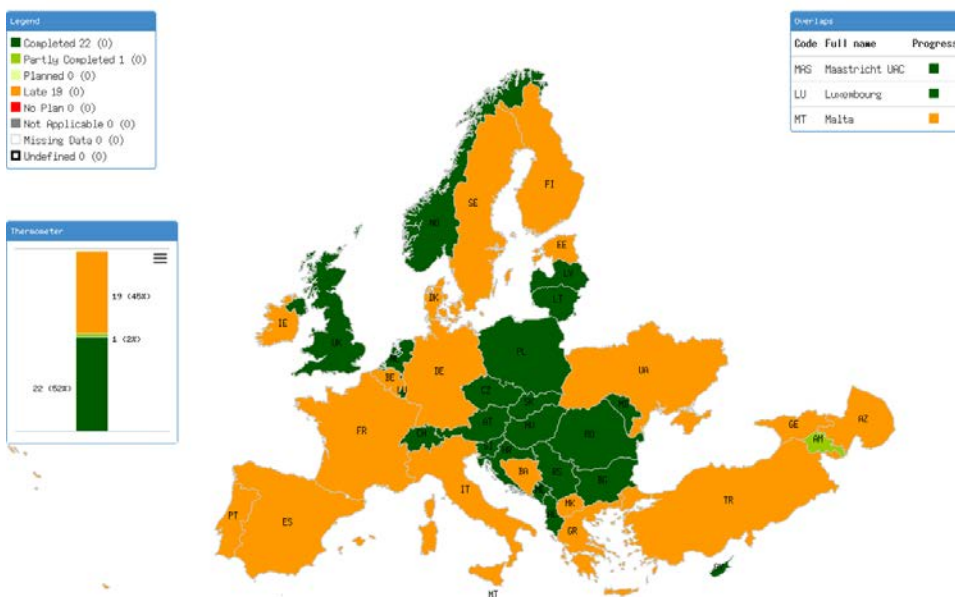 Legend
Completed 22 (0)
Partly Completed 1 (0)
Planned 0 (0)
Late 19 (0)
No Plan 0 (0)
Not Applicable 0 (0)
Missing Data 0 (0)
Undefined 0 (0)
Overlaps
Code Full name Progress
MAS Maastricht UAC
LU Luxembourg
MT Malta
Thermometer
19 (45%)
1 (2%)
22 (52%)
NO
SE
FI
EE
LV
LT
DK
IE
UK
PL
BE
DE
LU
CZ
SK
UA
FR
CH
AT
HU
MD
RO
HR
BA
RS
BG
IT
MK
GR
GE
AM
AZ
TR
PT
ES
MT